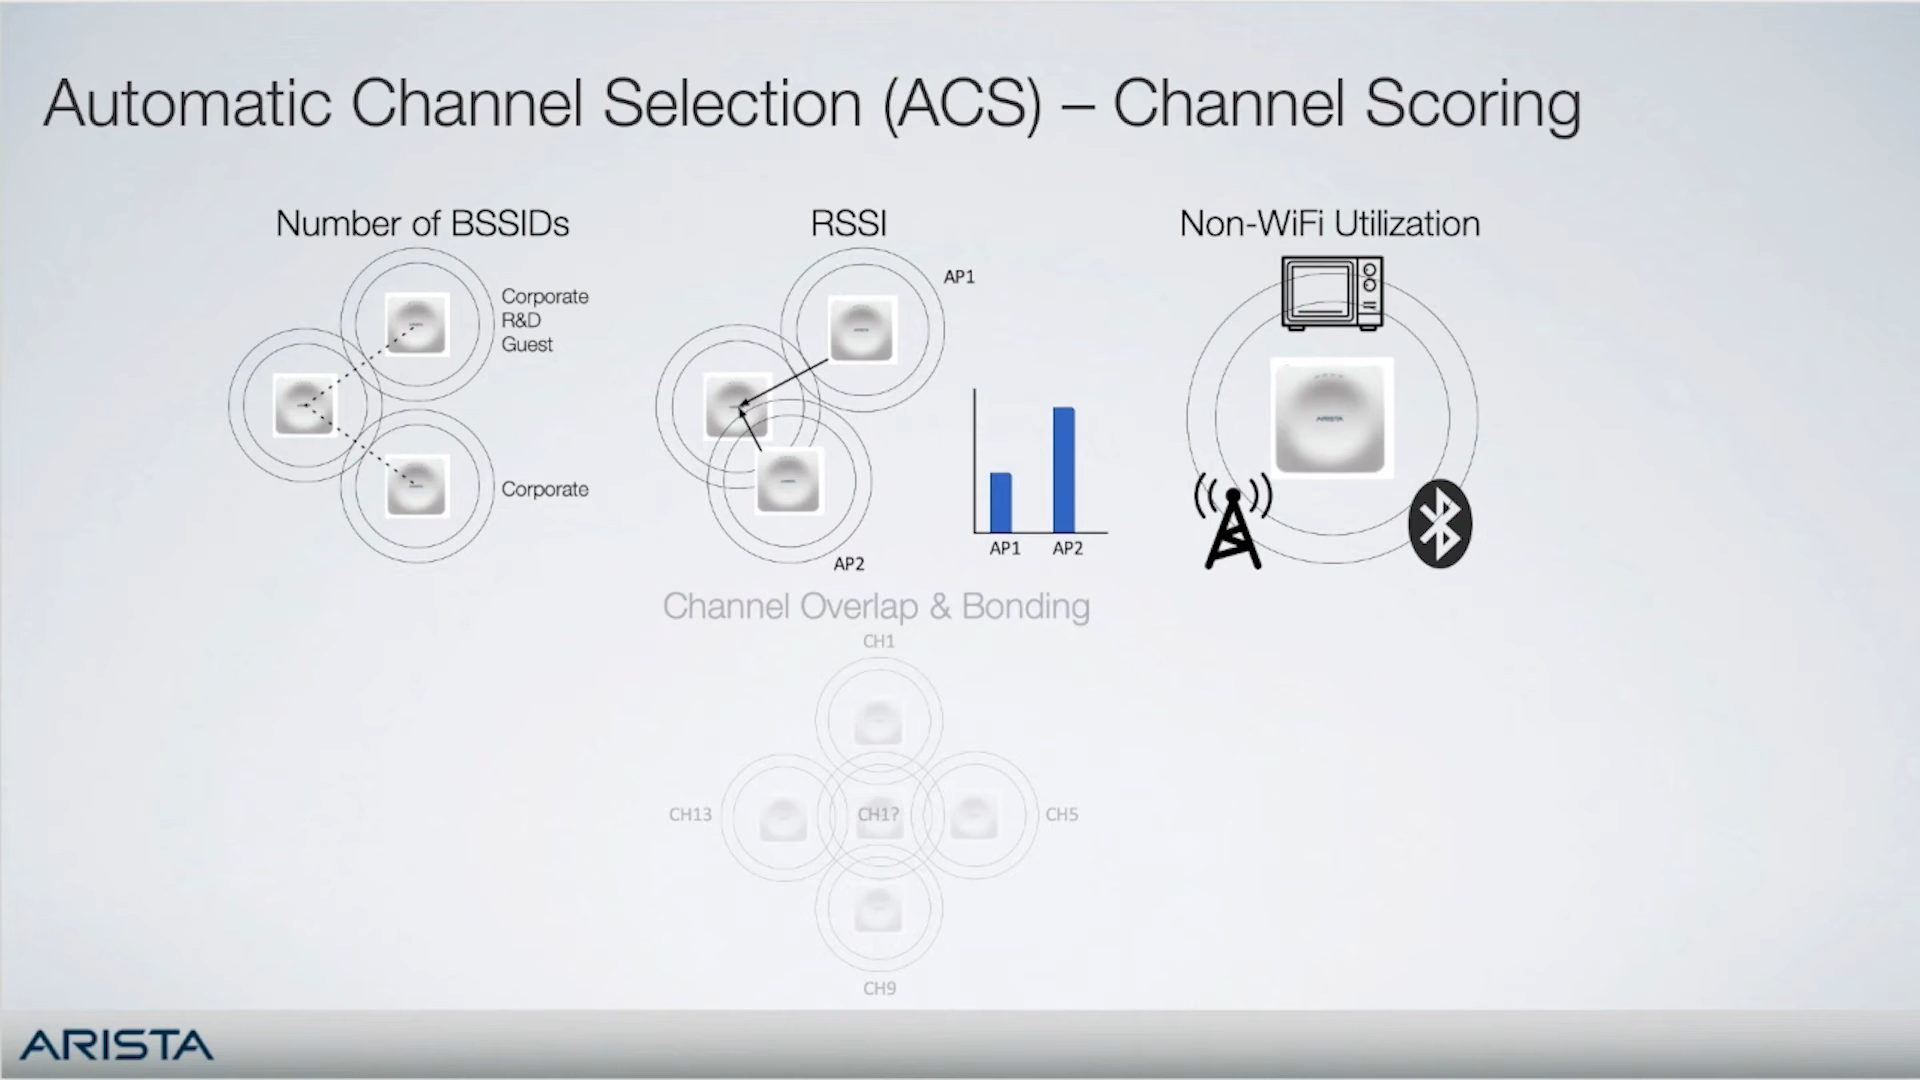 Automatic Channel Selection (ACS) – Channel Scoring
Number of BSSIDs
Corporate
R&D
Guest
Corporate
RSSI
AP1
AP2
AP1 AP2
Non-WiFi Utilization
ARISTA
Channel Overlap & Bonding
CH1
CH13
CH1?
CH5
CH9
ARISTA